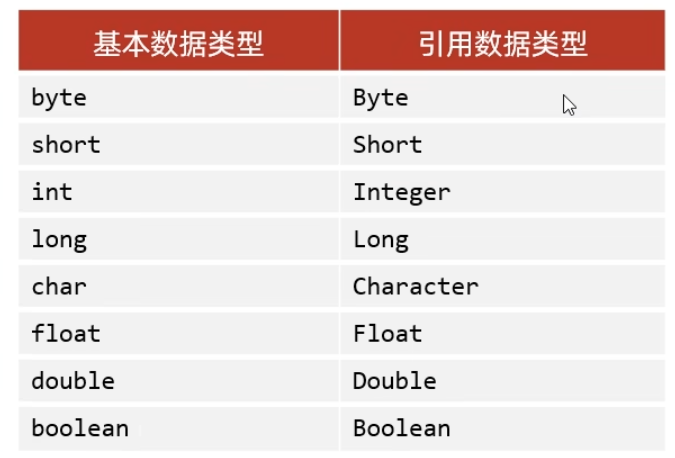 基本数据类型 引用数据类型
byte Byte
short Short
int Integer
long Long
char Character
float Float
double Double
boolean Boolean